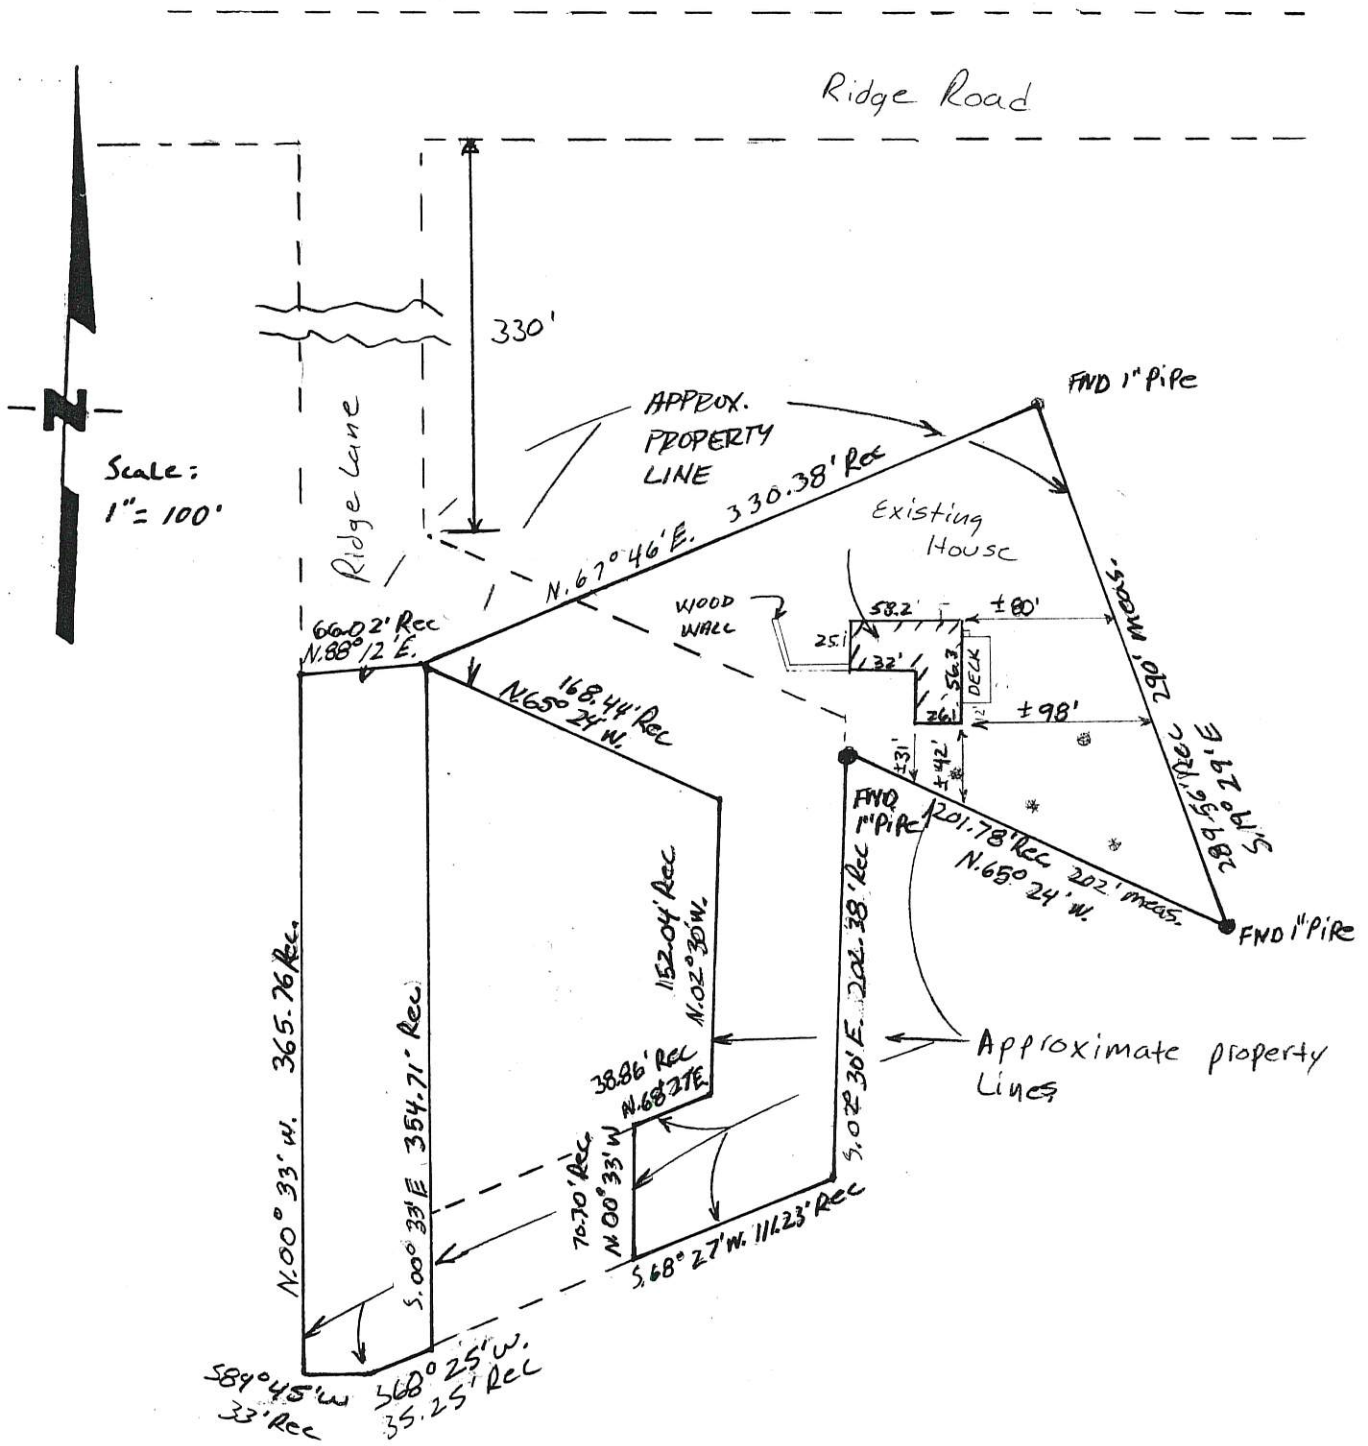 Ridge Road
330'
N
Scale:
1" = 100'
Ridge Lane
APPROX.
PROPERTY
LINE
FND 1" PiPe
N. 67° 46' E. 330.38' Rec
Existing
House
WOOD
WALL
58.2'
25.1
32'
56.3
26.1
DECK
12'
±80'
±98'
±31'
±42'
289.56' Rec 290' meas.
S. 19° 29' E
66.02' Rec
N. 88° 12' E.
168.44' Rec
N. 65° 24' W.
FND
1" PiPe
201.78' Rec 202' meas.
N. 65° 24' W.
FND 1" PiPe
152.04' Rec
N. 02° 30' W.
S. 02° 30' E. 202.38' Rec
Approximate property
Lines
38.86' Rec
N. 68° 27' E
70.70' Rec.
N. 00° 33' W
S. 68° 27' W. 111.23' Rec
N. 00° 33' W. 365.76 Rec.
S. 00° 33' E 354.71' Rec
S89° 45' W
33' Rec
S68° 25' W.
35.25' Rec